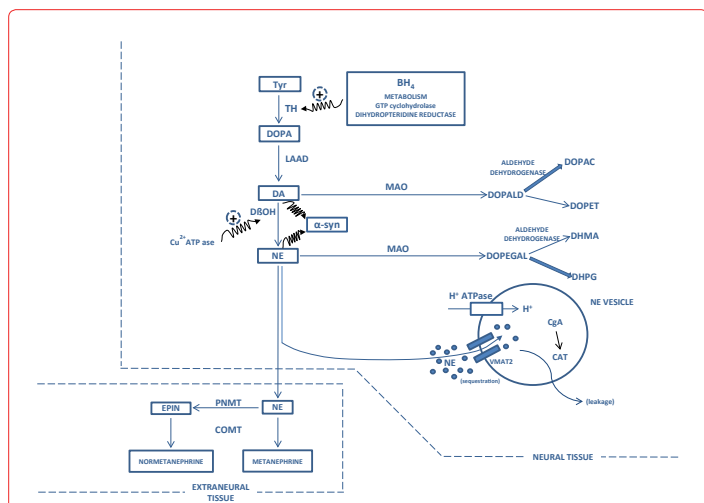 Tyr
TH
+
BH4
METABOLISM
GTP cyclohydrolase
DIHYDROPTERIDINE REDUCTASE
DOPA
LAAD
DA
MAO
DOPALD
ALDEHYDE
DEHYDROGENASE
DOPAC
DOPET
DßOH
+
Cu2+ATP ase
α-syn
NE
MAO
DOPEGAL
ALDEHYDE
DEHYDROGENASE
DHMA
DHPG
H+ ATPase
H+
NE VESICLE
CgA
CAT
NE
VMAT2
(sequestration)
(leakage)
EPIN
PNMT
NE
COMT
NORMETANEPHRINE
METANEPHRINE
NEURAL TISSUE
EXTRANEURAL
TISSUE